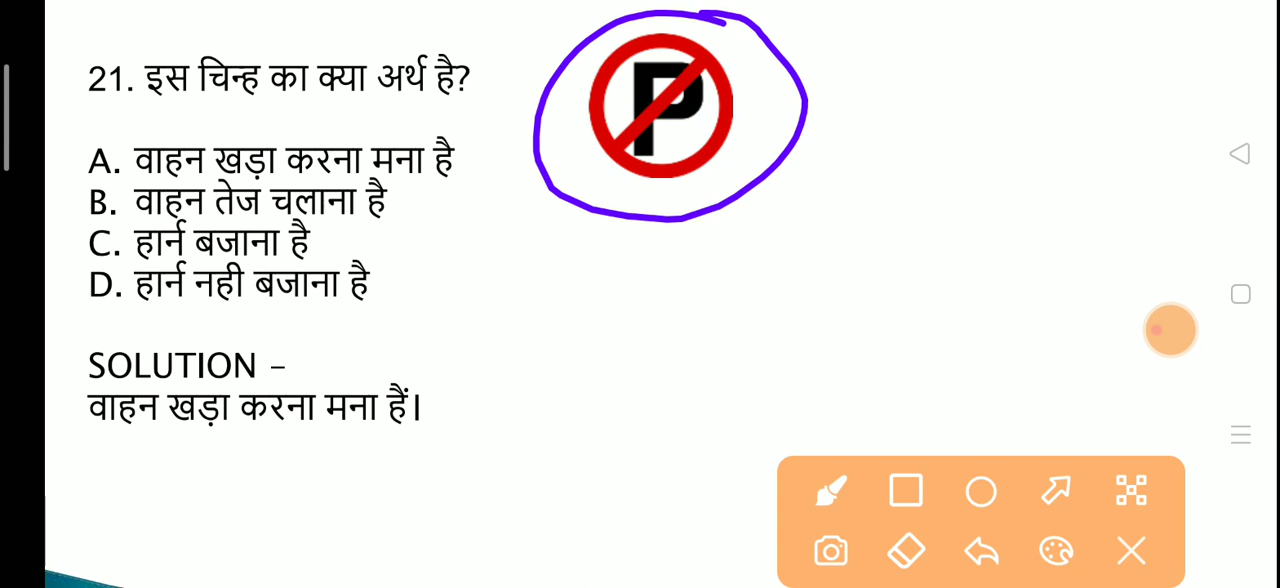 21. इस चिन्ह का क्या अर्थ है?
P
A. वाहन खड़ा करना मना है
B. वाहन तेज चलाना है
C. हार्न बजाना है
D. हार्न नही बजाना है
SOLUTION –
वाहन खड़ा करना मना हैं।